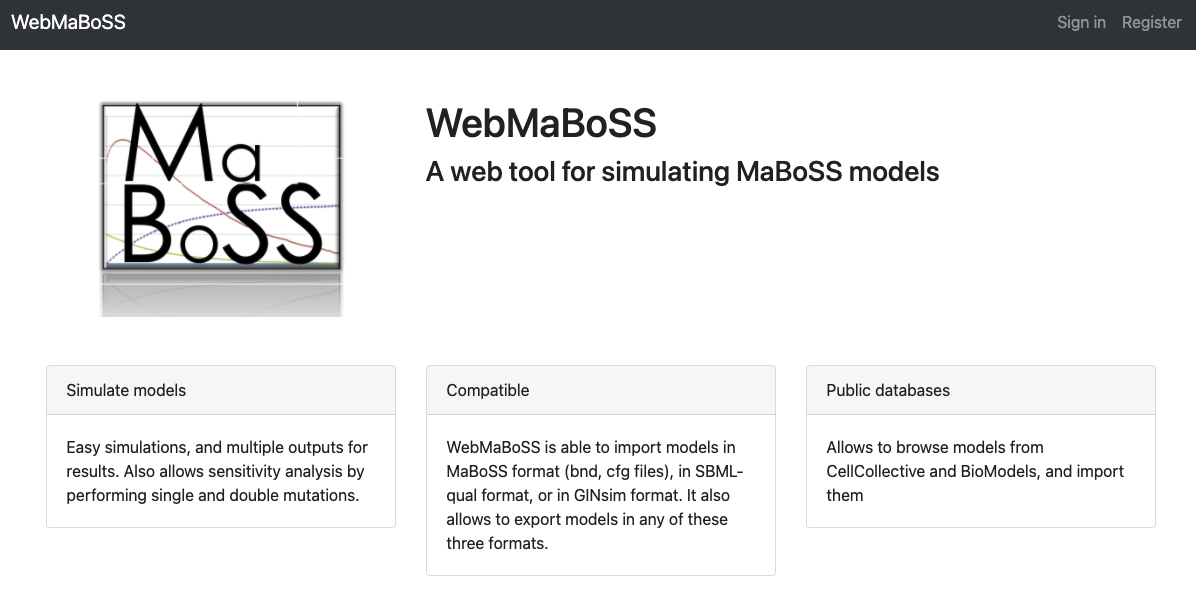 WebMaBoSS
Sign in
Register
Ma
BoSS
WebMaBoSS
A web tool for simulating MaBoSS models
Simulate models
Easy simulations, and multiple outputs for
results. Also allows sensitivity analysis by
performing single and double mutations.
Compatible
WebMaBoSS is able to import models in
MaBoSS format (bnd, cfg files), in SBML-
qual format, or in GINsim format. It also
allows to export models in any of these
three formats.
Public databases
Allows to browse models from
CellCollective and BioModels, and import
them